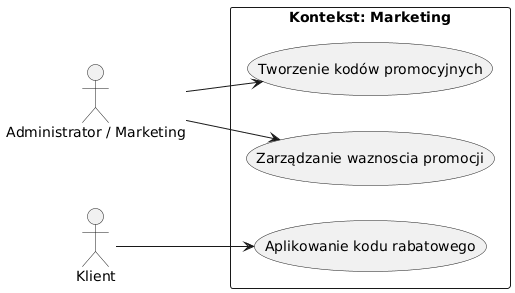 Kontekst: Marketing
Tworzenie kodów promocyjnych
Administrator / Marketing
Zarządzanie waznoscia promocji
Aplikowanie kodu rabatowego
Klient